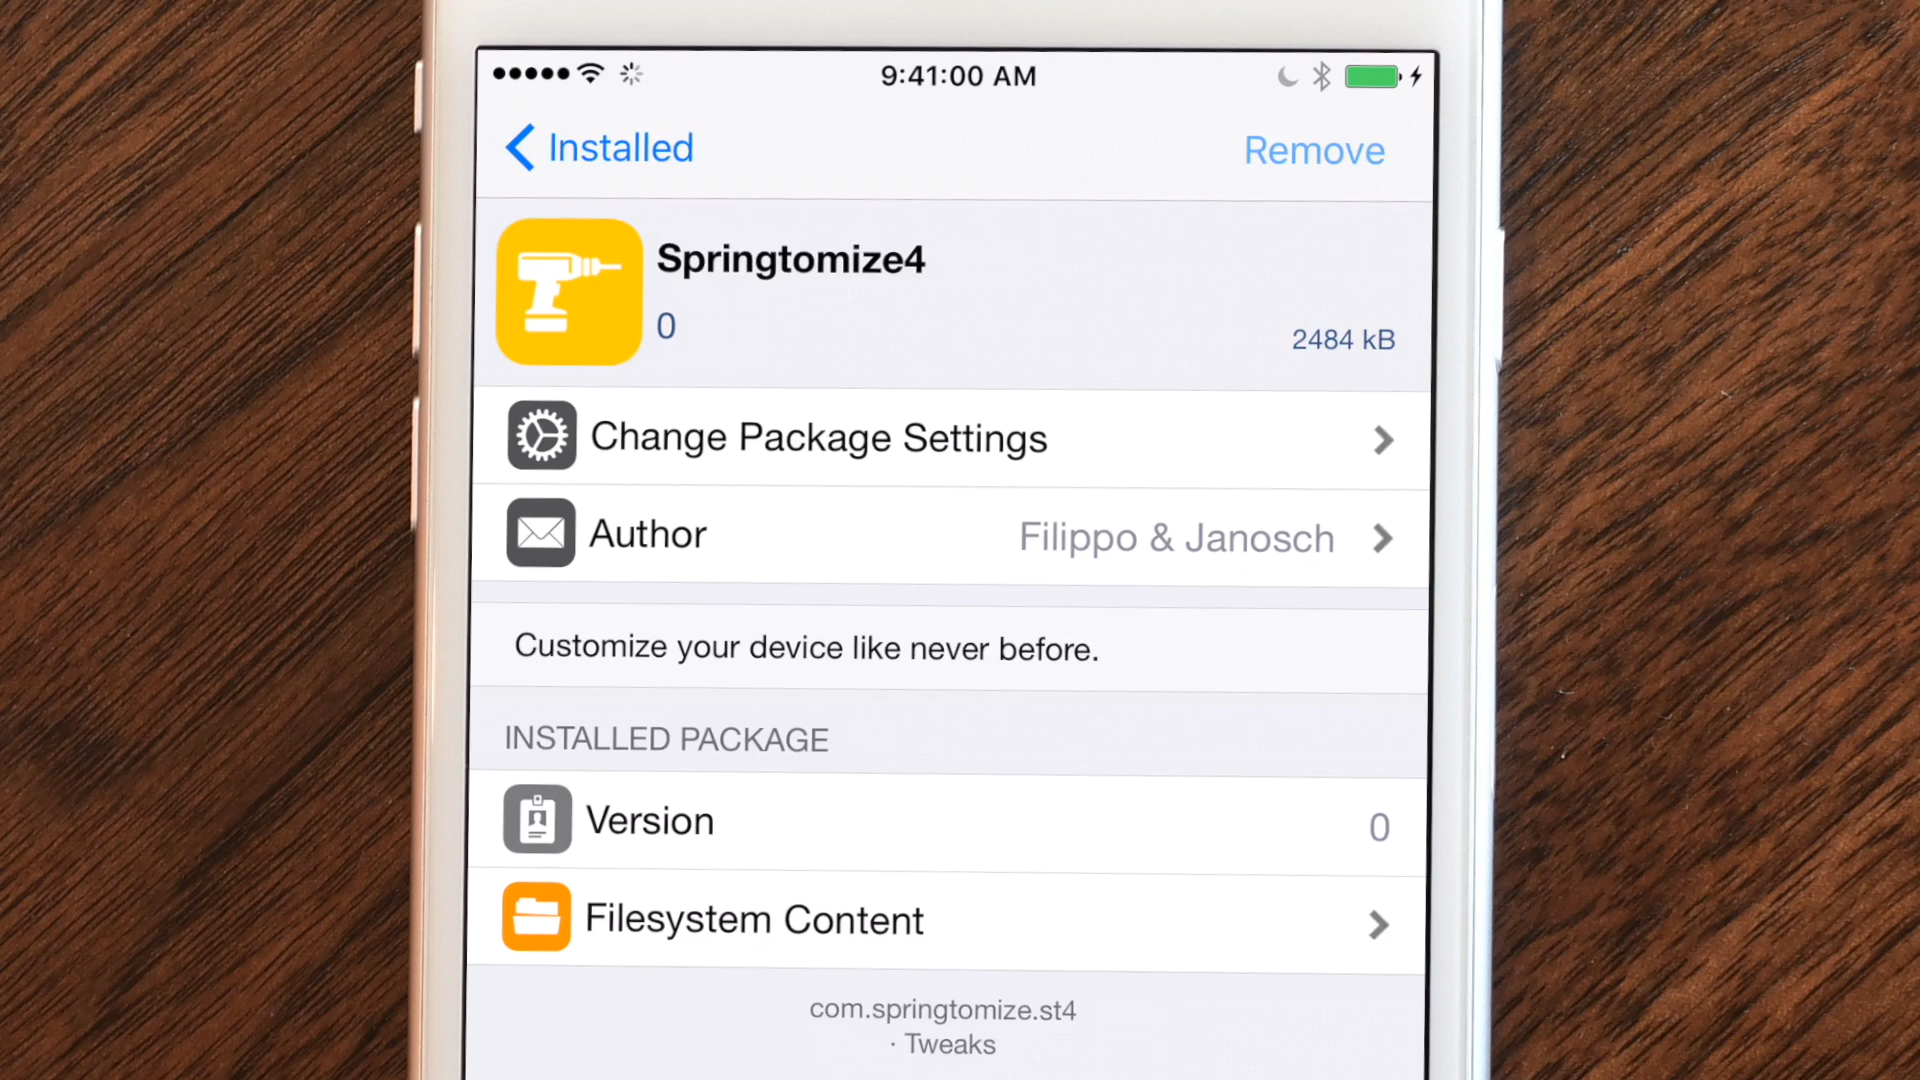 9:41:00 AM
Installed
Remove
Springtomize4
0
2484 kB
Change Package Settings
Author
Filippo & Janosch
Customize your device like never before.
INSTALLED PACKAGE
Version
0
Filesystem Content
com.springtomize.st4
· Tweaks